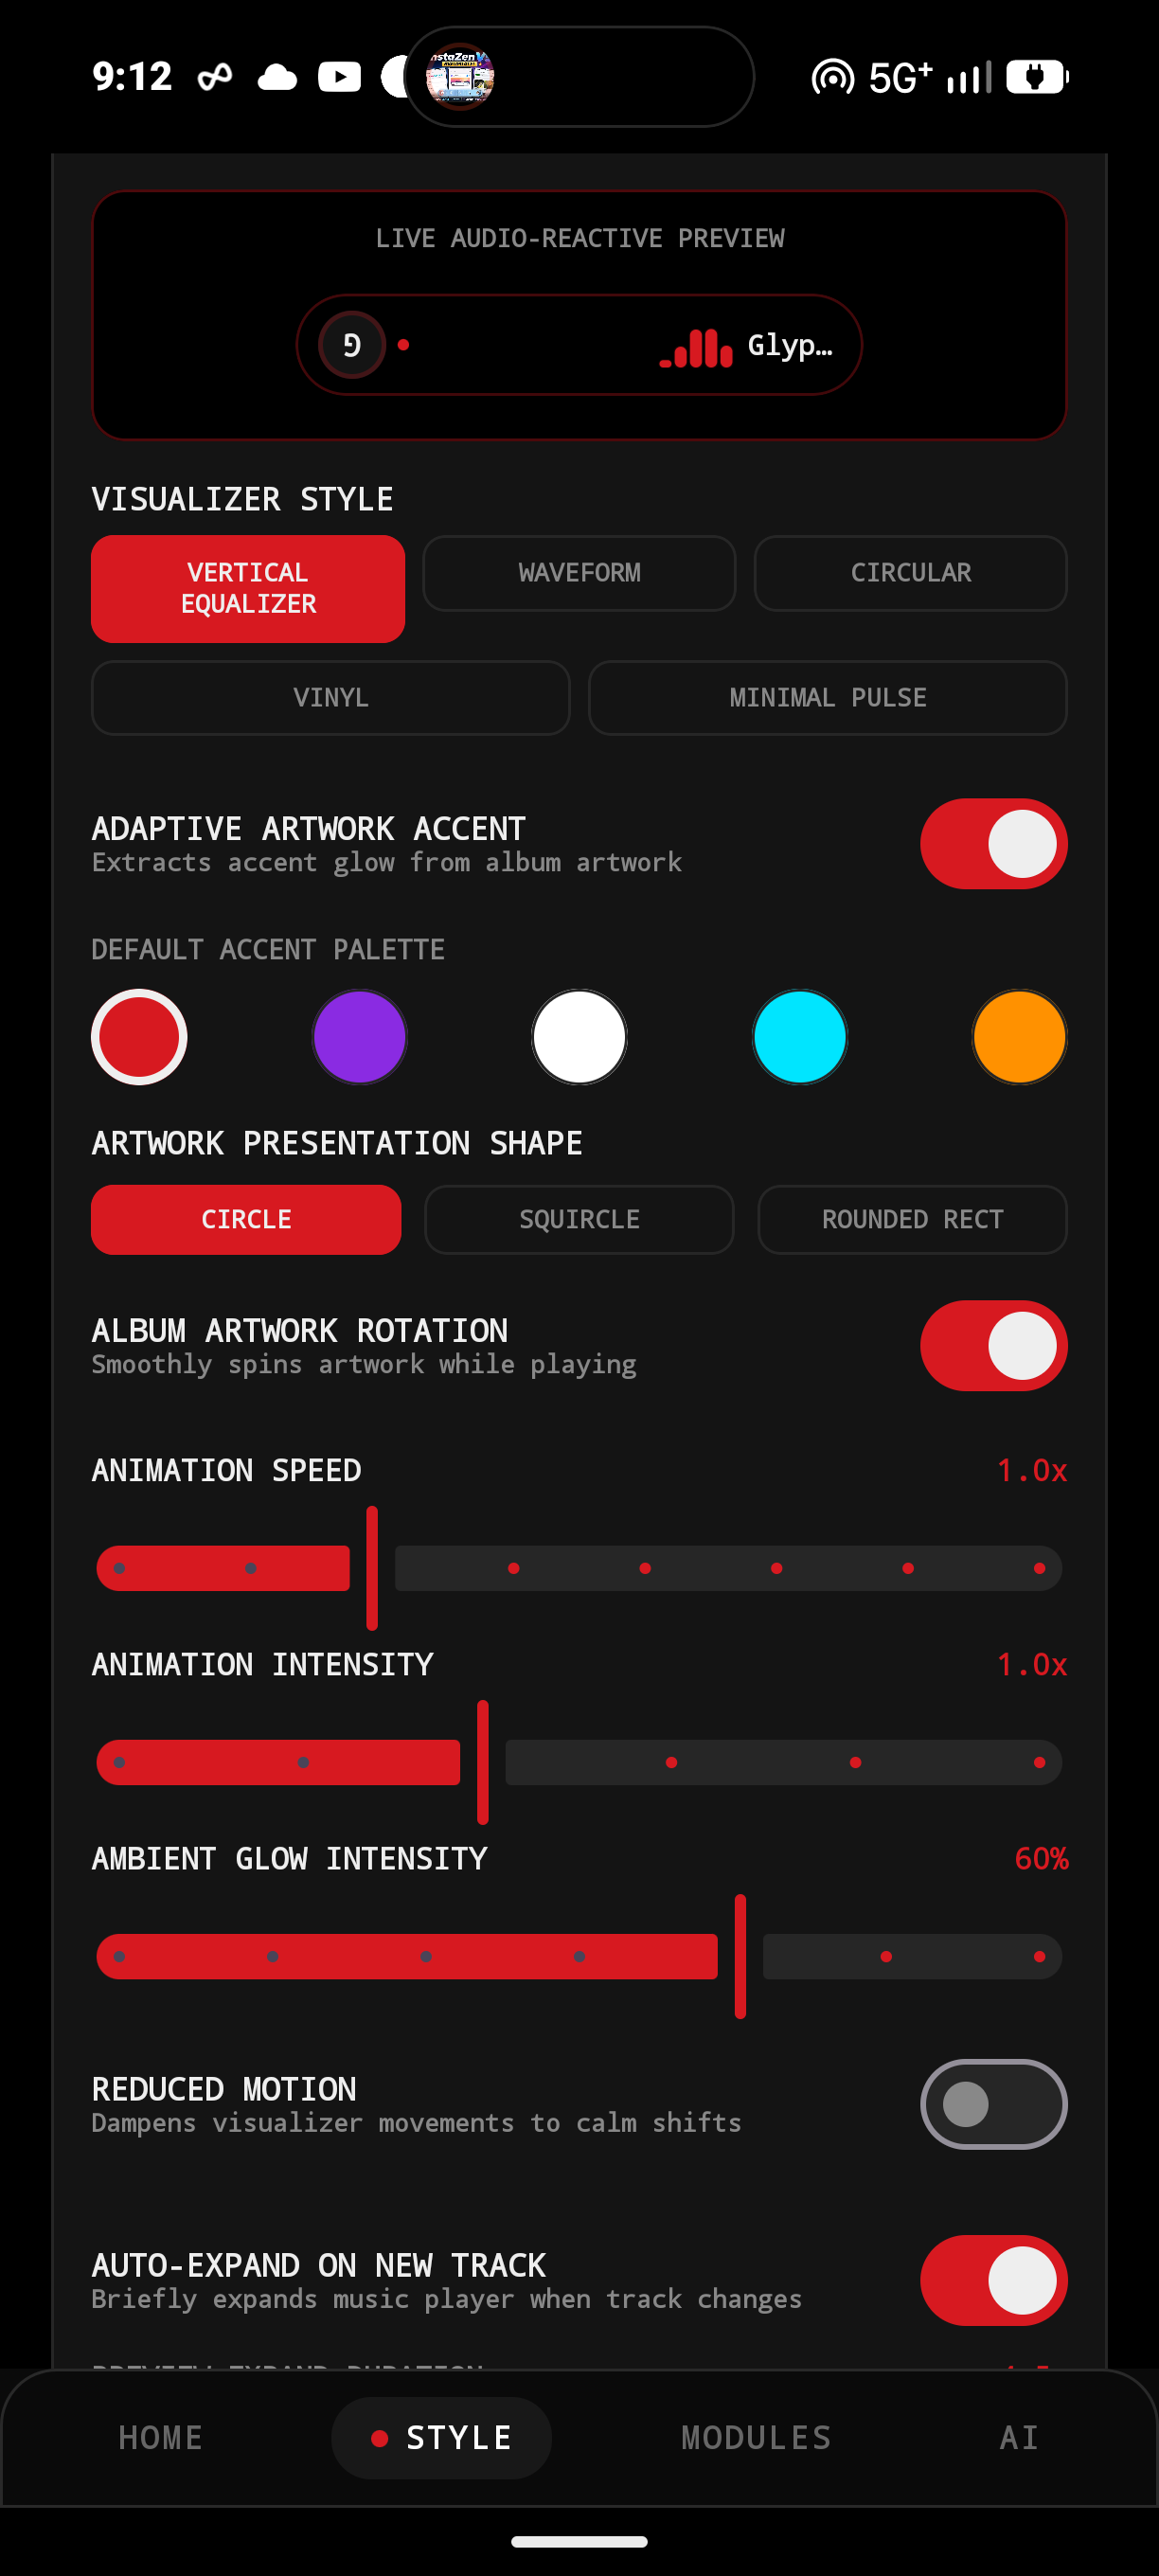 9:12
5G+
LIVE AUDIO-REACTIVE PREVIEW
G
Glyp…
VISUALIZER STYLE
VERTICAL
EQUALIZER
WAVEFORM
CIRCULAR
VINYL
MINIMAL PULSE
ADAPTIVE ARTWORK ACCENT
Extracts accent glow from album artwork
DEFAULT ACCENT PALETTE
ARTWORK PRESENTATION SHAPE
CIRCLE
SQUIRCLE
ROUNDED RECT
ALBUM ARTWORK ROTATION
Smoothly spins artwork while playing
ANIMATION SPEED
1.0x
ANIMATION INTENSITY
1.0x
AMBIENT GLOW INTENSITY
60%
REDUCED MOTION
Dampens visualizer movements to calm shifts
AUTO-EXPAND ON NEW TRACK
Briefly expands music player when track changes
HOME
STYLE
MODULES
AI